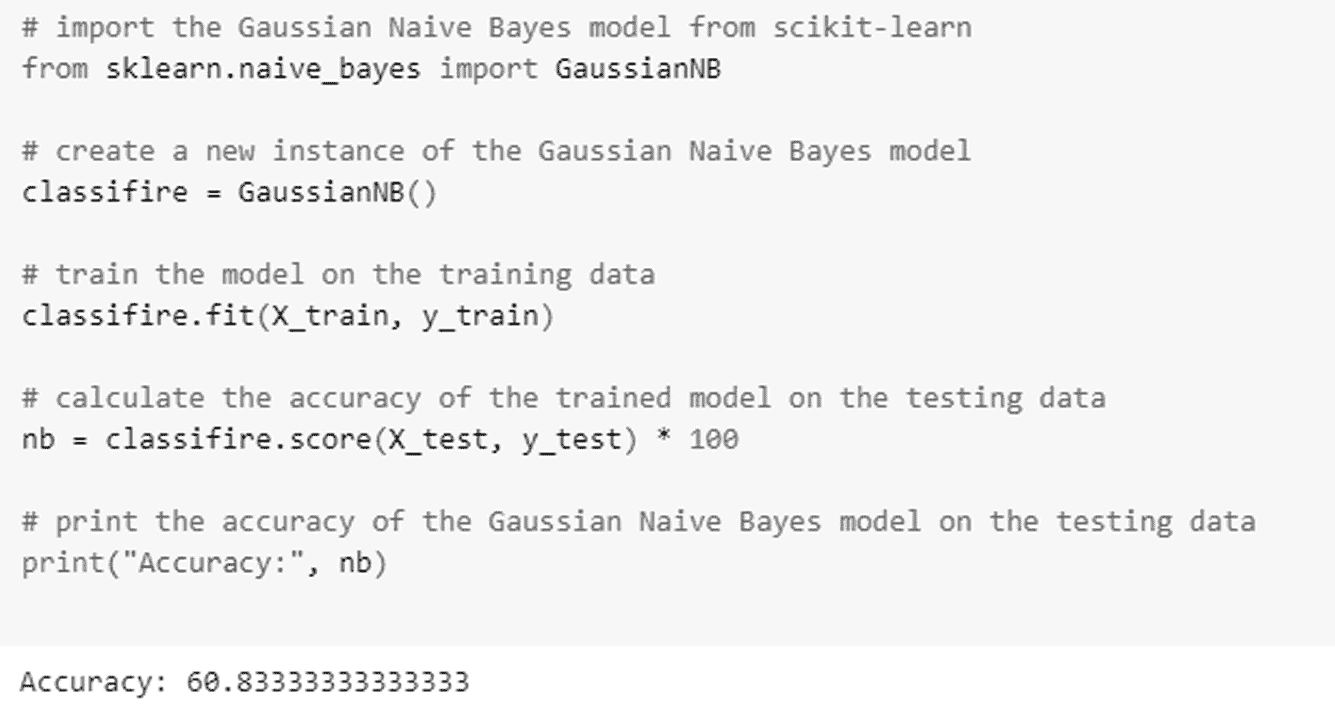 # import the Gaussian Naive Bayes model from scikit-learn
from sklearn.naive_bayes import GaussianNB
# create a new instance of the Gaussian Naive Bayes model
classifire = GaussianNB()
# train the model on the training data
classifire.fit(X_train, y_train)
# calculate the accuracy of the trained model on the testing data
nb = classifire.score(X_test, y_test) * 100
# print the accuracy of the Gaussian Naive Bayes model on the testing data
print("Accuracy:", nb)
Accuracy: 60.83333333333333